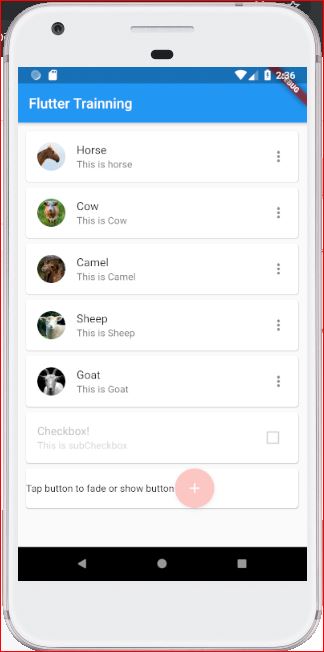 2:36
Flutter Trainning
Horse
This is horse
Cow
This is Cow
Camel
This is Camel
Sheep
This is Sheep
Goat
This is Goat
Checkbox!
This is subCheckbox
Tap button to fade or show button